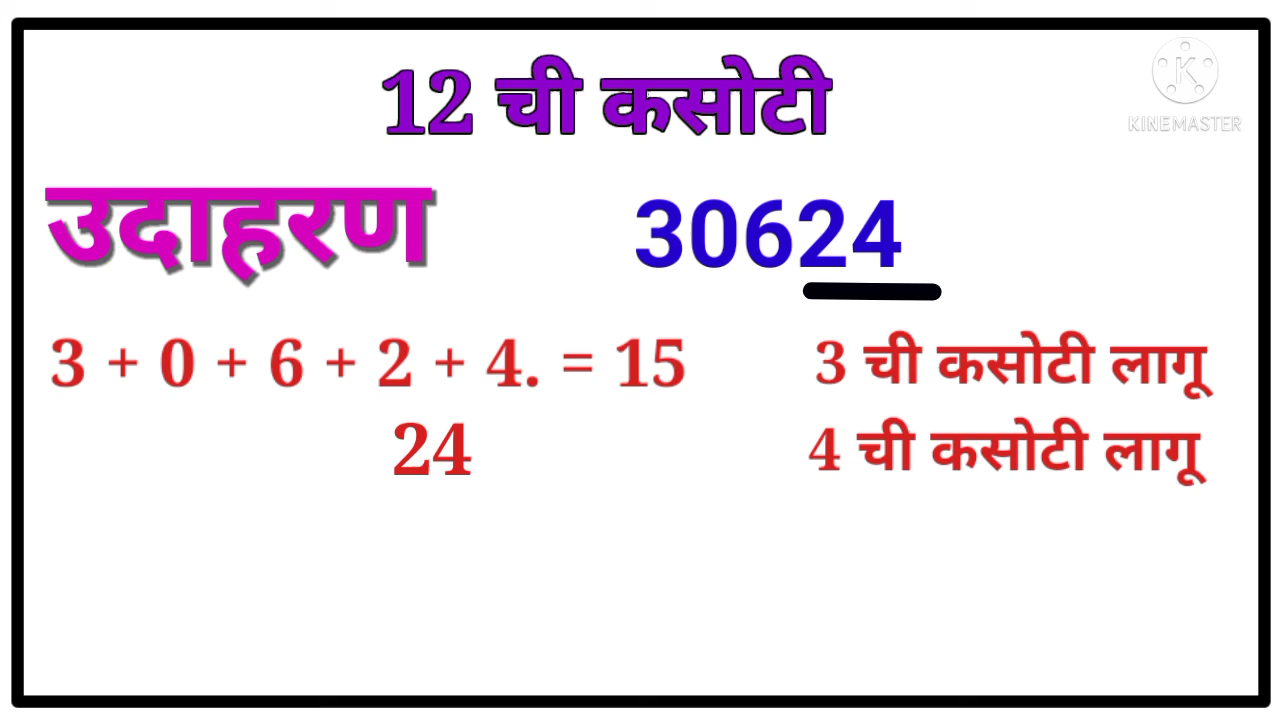 12 ची कसोटी
K
KINEMASTER
उदाहरण 30624
3 + 0 + 6 + 2 + 4. = 15 3 ची कसोटी लागू
24 4 ची कसोटी लागू